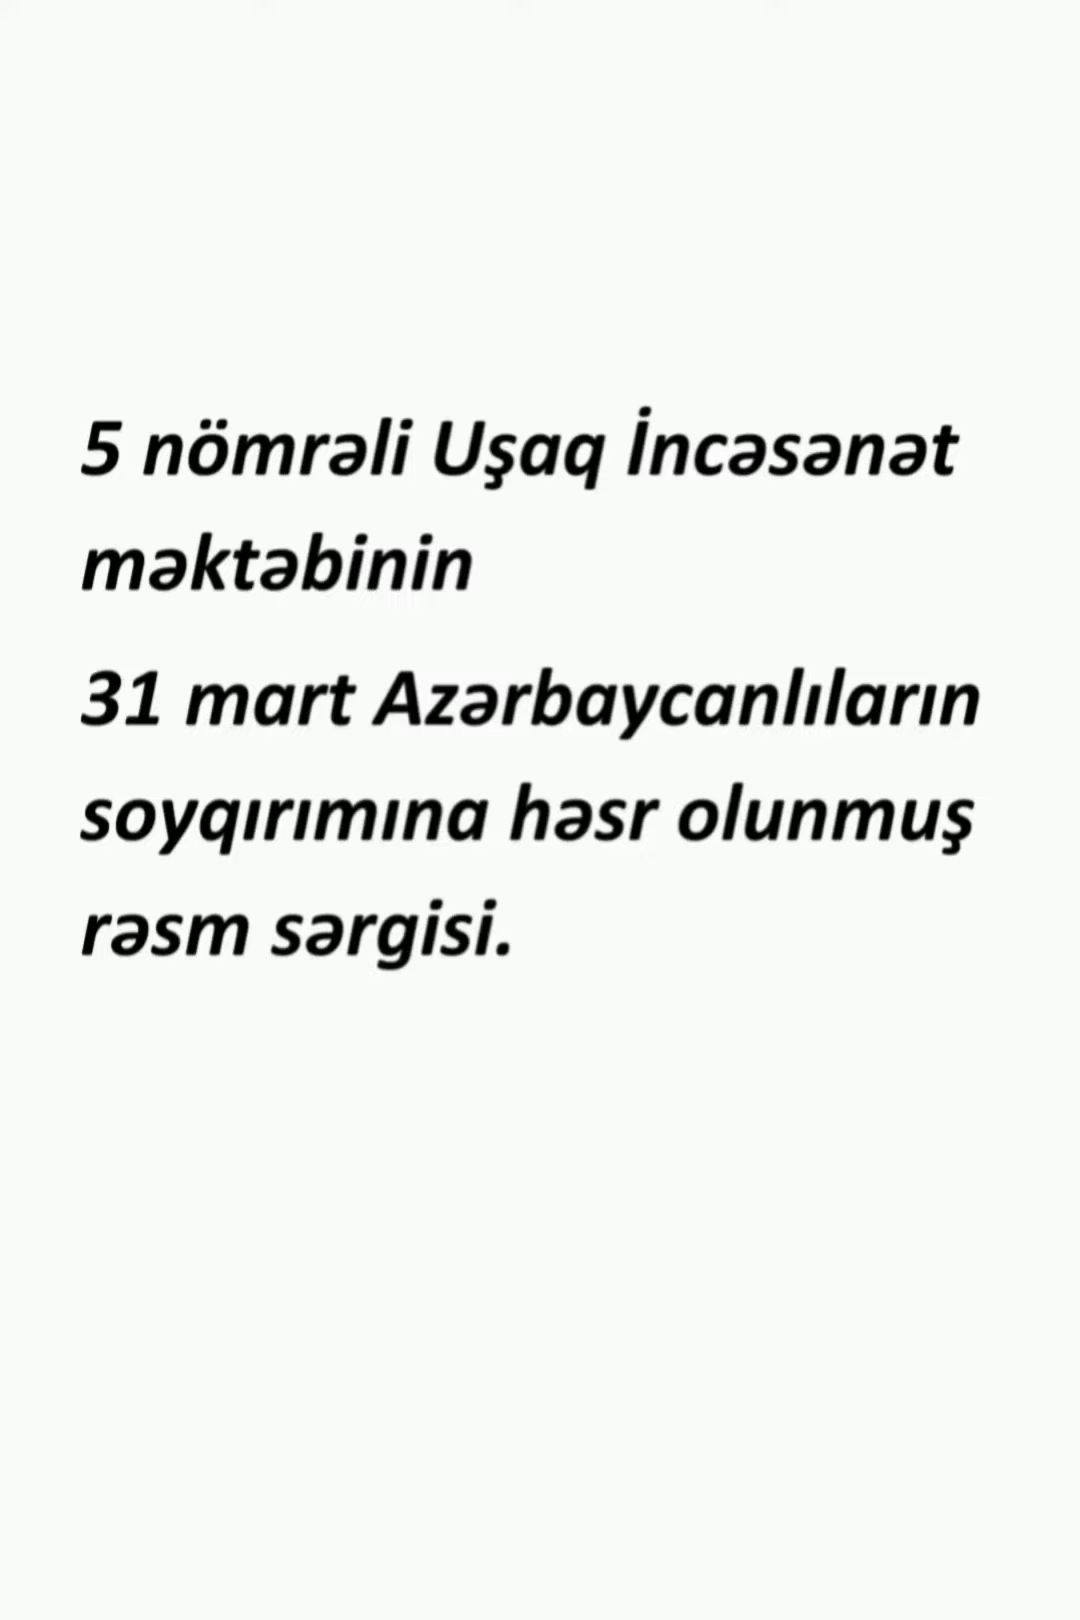 5 nömrəli Uşaq İncəsənət
məktəbinin
31 mart Azərbaycanlıların
soyqırımına həsr olunmuş
rəsm sərgisi.